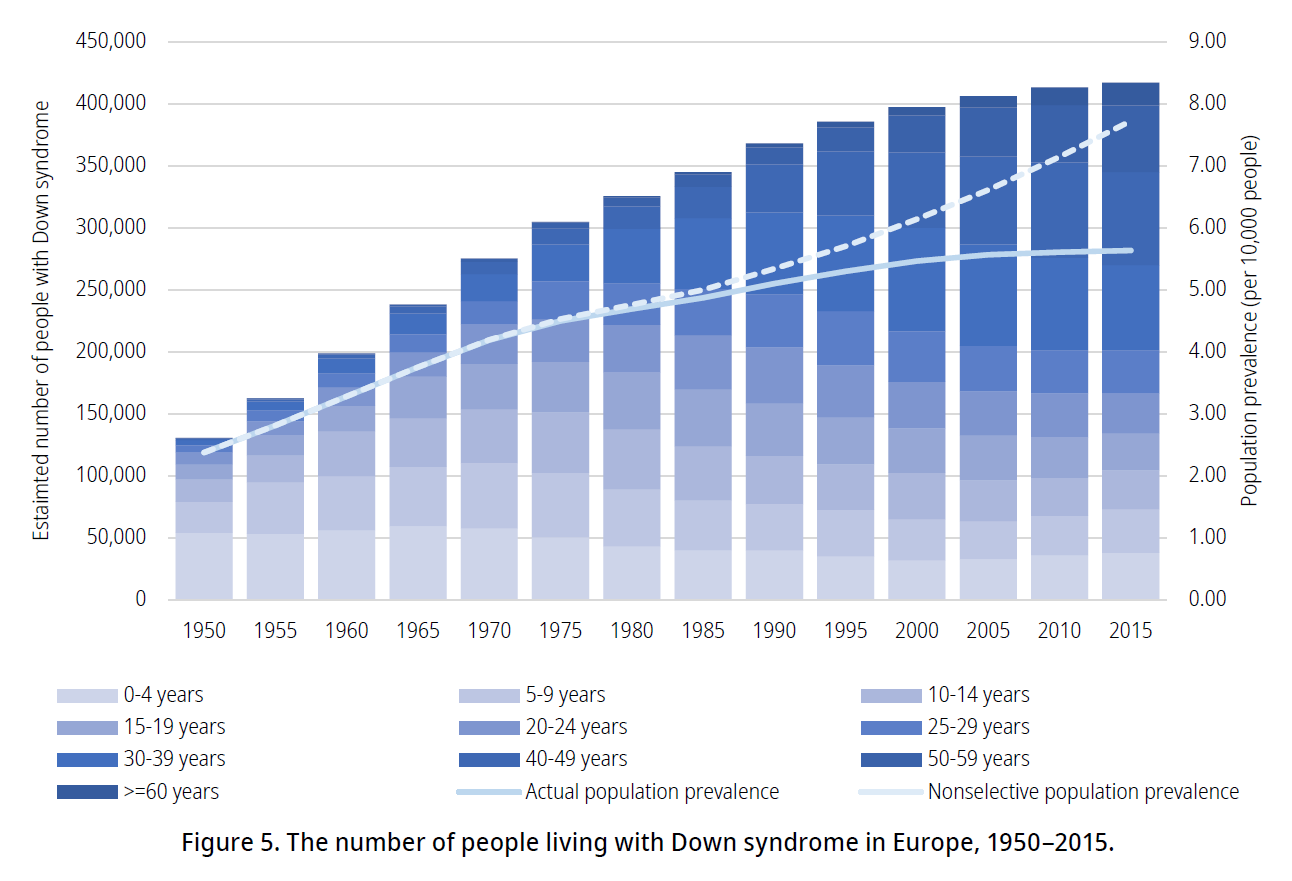 450,000
400,000
350,000
300,000
250,000
200,000
150,000
100,000
50,000
0
Estaimted number of people with Down syndrome
9.00
8.00
7.00
6.00
5.00
4.00
3.00
2.00
1.00
0.00
Population prevalence (per 10,000 people)
1950 1955 1960 1965 1970 1975 1980 1985 1990 1995 2000 2005 2010 2015
0-4 years 5-9 years 10-14 years
15-19 years 20-24 years 25-29 years
30-39 years 40-49 years 50-59 years
>=60 years Actual population prevalence Nonselective population prevalence
Figure 5. The number of people living with Down syndrome in Europe, 1950–2015.